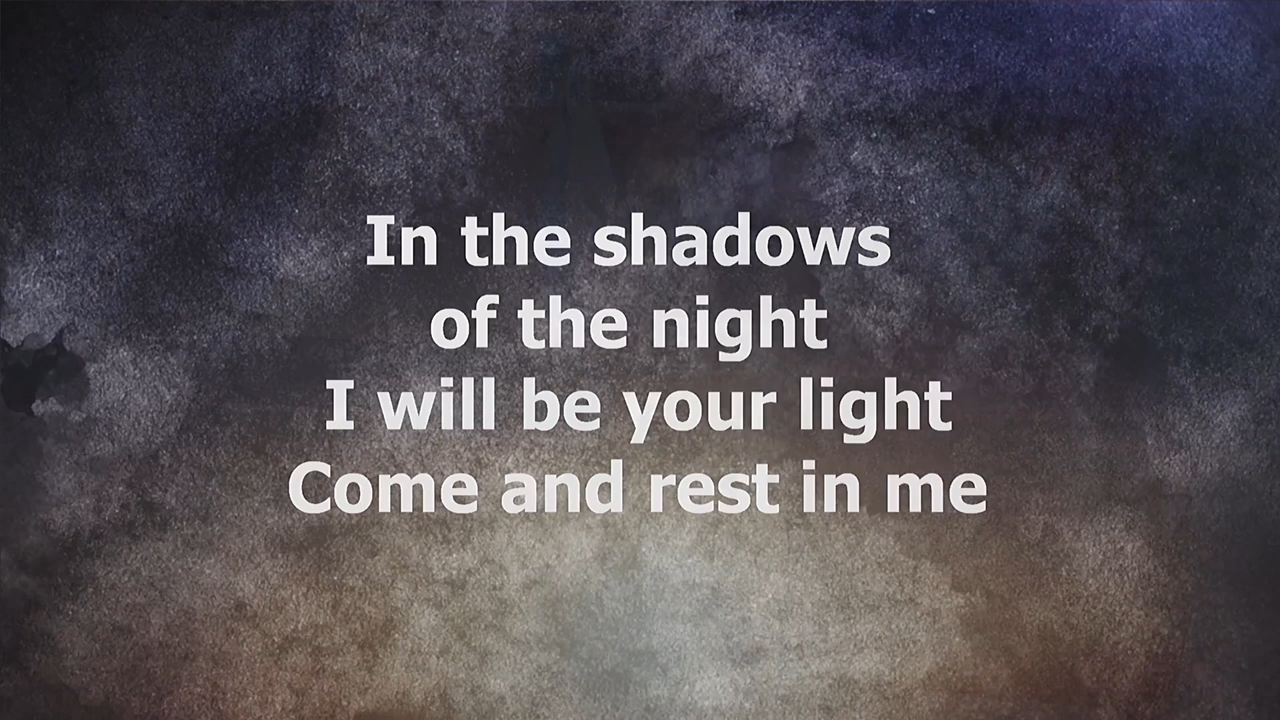 In the shadows
of the night
I will be your light
Come and rest in me